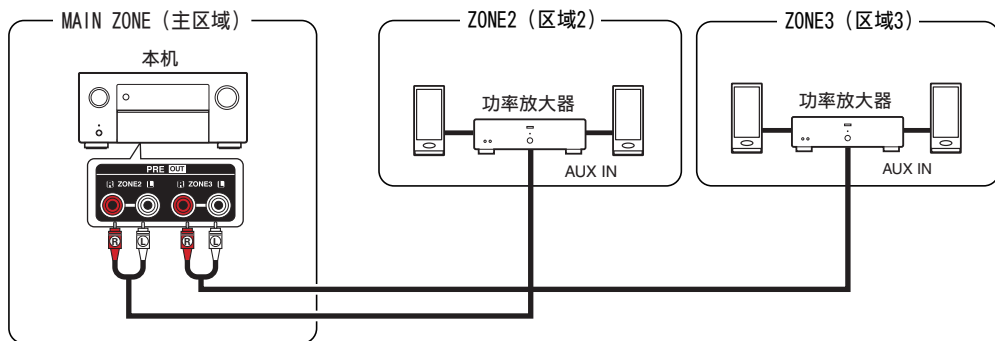 MAIN ZONE (主区域)
本机
PRE OUT
R ZONE2 L R ZONE3 L
R L R L
ZONE2 (区域2)
功率放大器
AUX IN
ZONE3 (区域3)
功率放大器
AUX IN